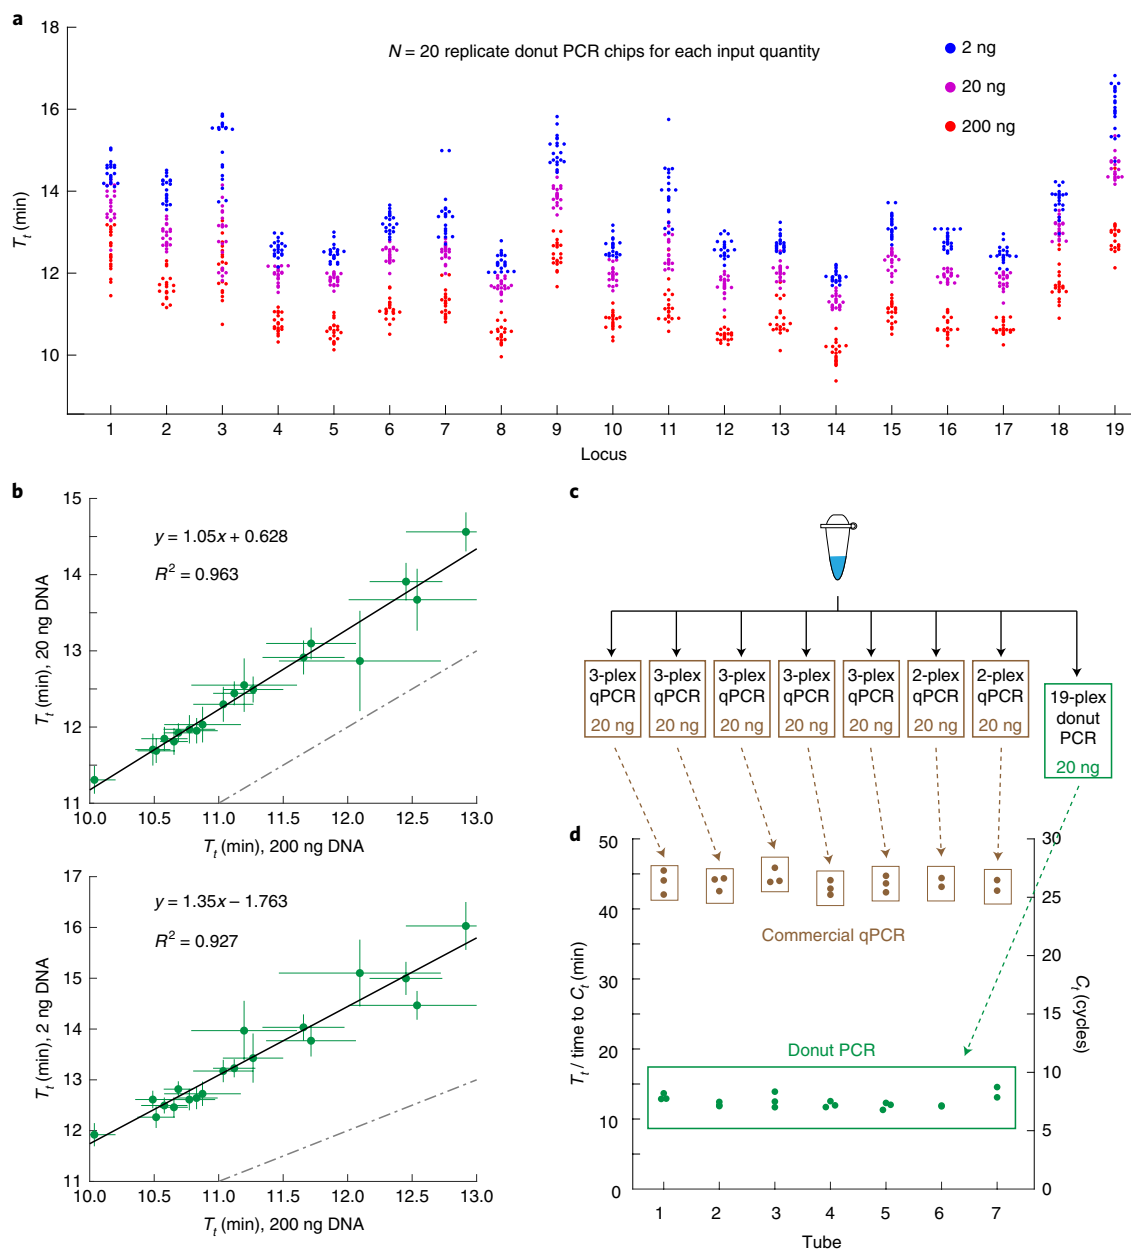 a
18
16
14
12
10
T_t (min)
N = 20 replicate donut PCR chips for each input quantity
2 ng
20 ng
200 ng
1 2 3 4 5 6 7 8 9 10 11 12 13 14 15 16 17 18 19
Locus
b
15
14
13
12
11
T_t (min), 20 ng DNA
y = 1.05x + 0.628
R² = 0.963
10.0 10.5 11.0 11.5 12.0 12.5 13.0
T_t (min), 200 ng DNA
17
16
15
14
13
12
11
T_t (min), 2 ng DNA
y = 1.35x – 1.763
R² = 0.927
10.0 10.5 11.0 11.5 12.0 12.5 13.0
T_t (min), 200 ng DNA
c
3-plex
qPCR
20 ng
3-plex
qPCR
20 ng
3-plex
qPCR
20 ng
3-plex
qPCR
20 ng
3-plex
qPCR
20 ng
2-plex
qPCR
20 ng
2-plex
qPCR
20 ng
19-plex
donut
PCR
20 ng
d
50
40
30
20
10
0
T_t / time to C_t (min)
Commercial qPCR
Donut PCR
30
25
20
15
10
5
0
C_t (cycles)
1 2 3 4 5 6 7
Tube